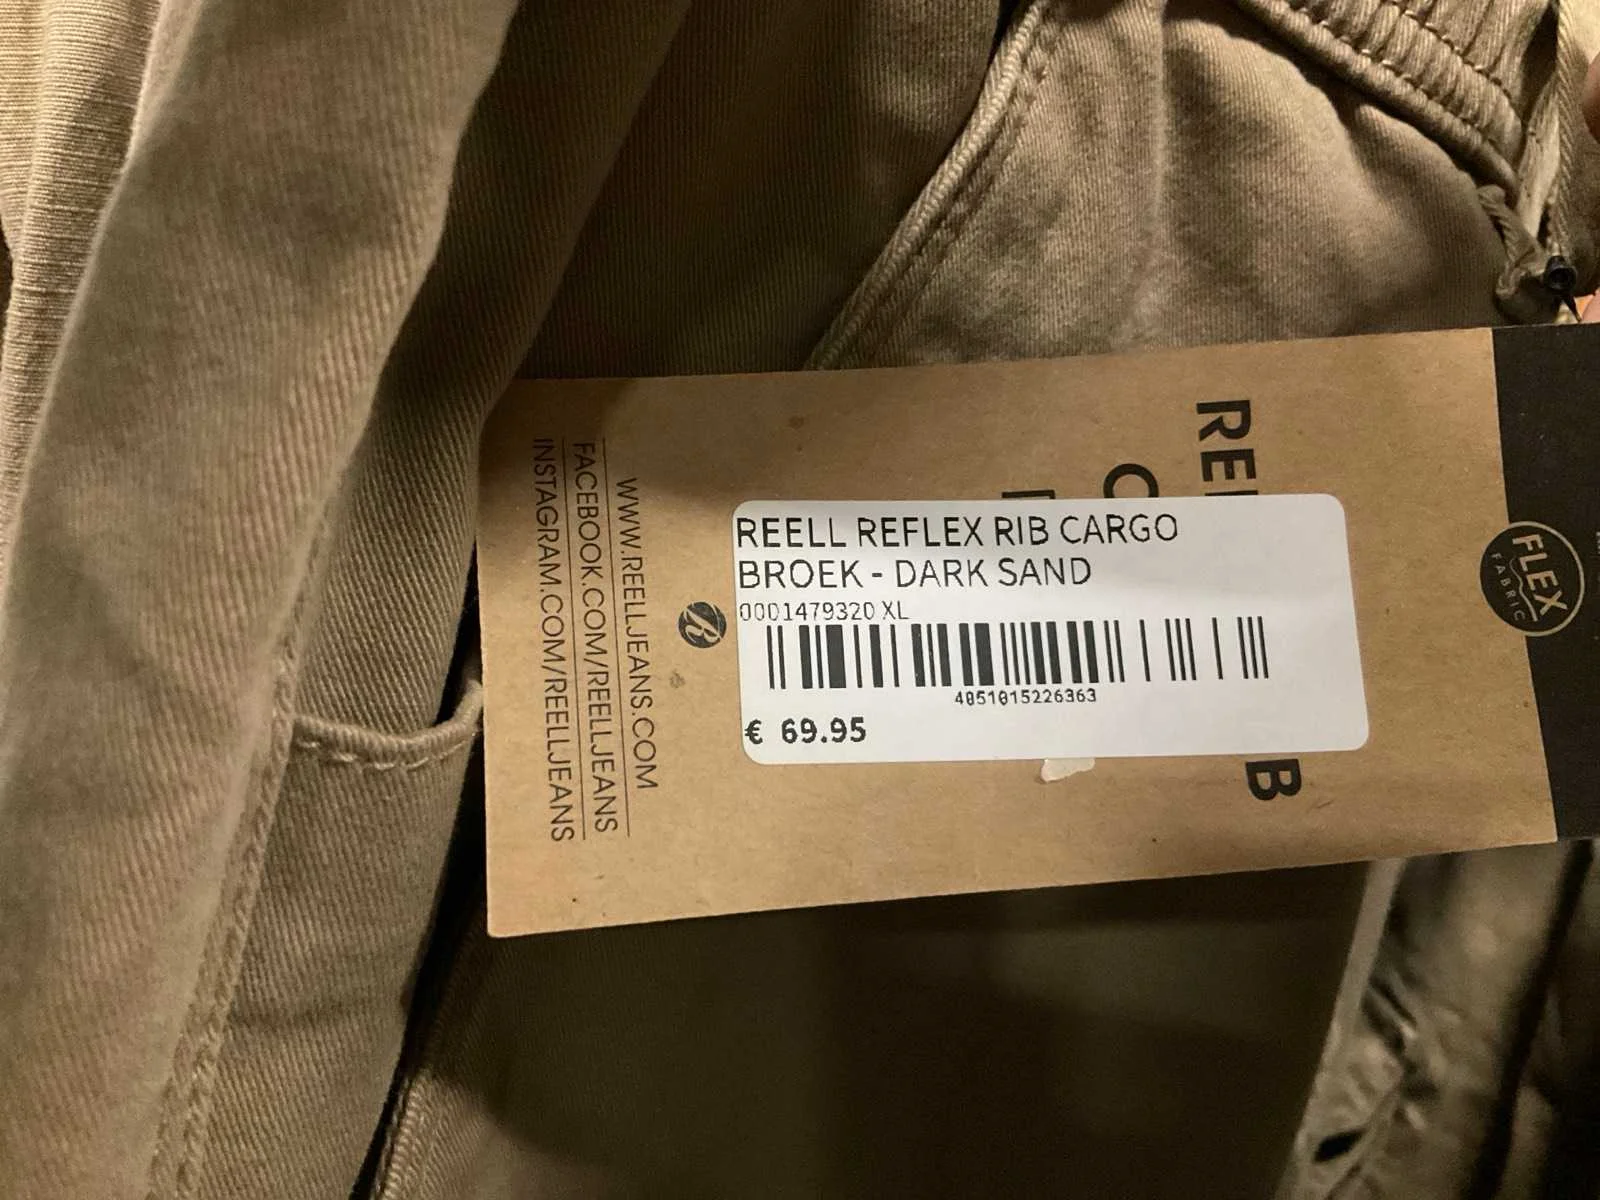 REELL REFLEX RIB CARGO
BROEK - DARK SAND
0001479320 XL
4051015226363
€ 69.95
WWW.REELLJEANS.COM
FACEBOOK.COM/REELLJEANS
INSTAGRAM.COM/REELLJEANS
FLEX
FABRIC